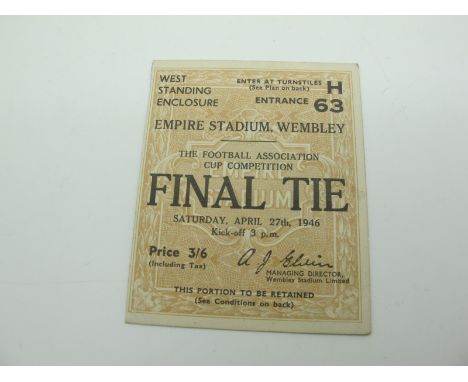 WEST
STANDING
ENCLOSURE
ENTER AT TURNSTILES
(See Plan on back)
H
ENTRANCE
63
EMPIRE STADIUM, WEMBLEY
THE FOOTBALL ASSOCIATION
CUP COMPETITION
EMPIRE
STADIUM
FINAL TIE
SATURDAY, APRIL 27th, 1946
Kick-off 3 p.m.
Price 3/6
(Including Tax)
A J Elvin
MANAGING DIRECTOR,
Wembley Stadium Limited
THIS PORTION TO BE RETAINED
(See Conditions on back)